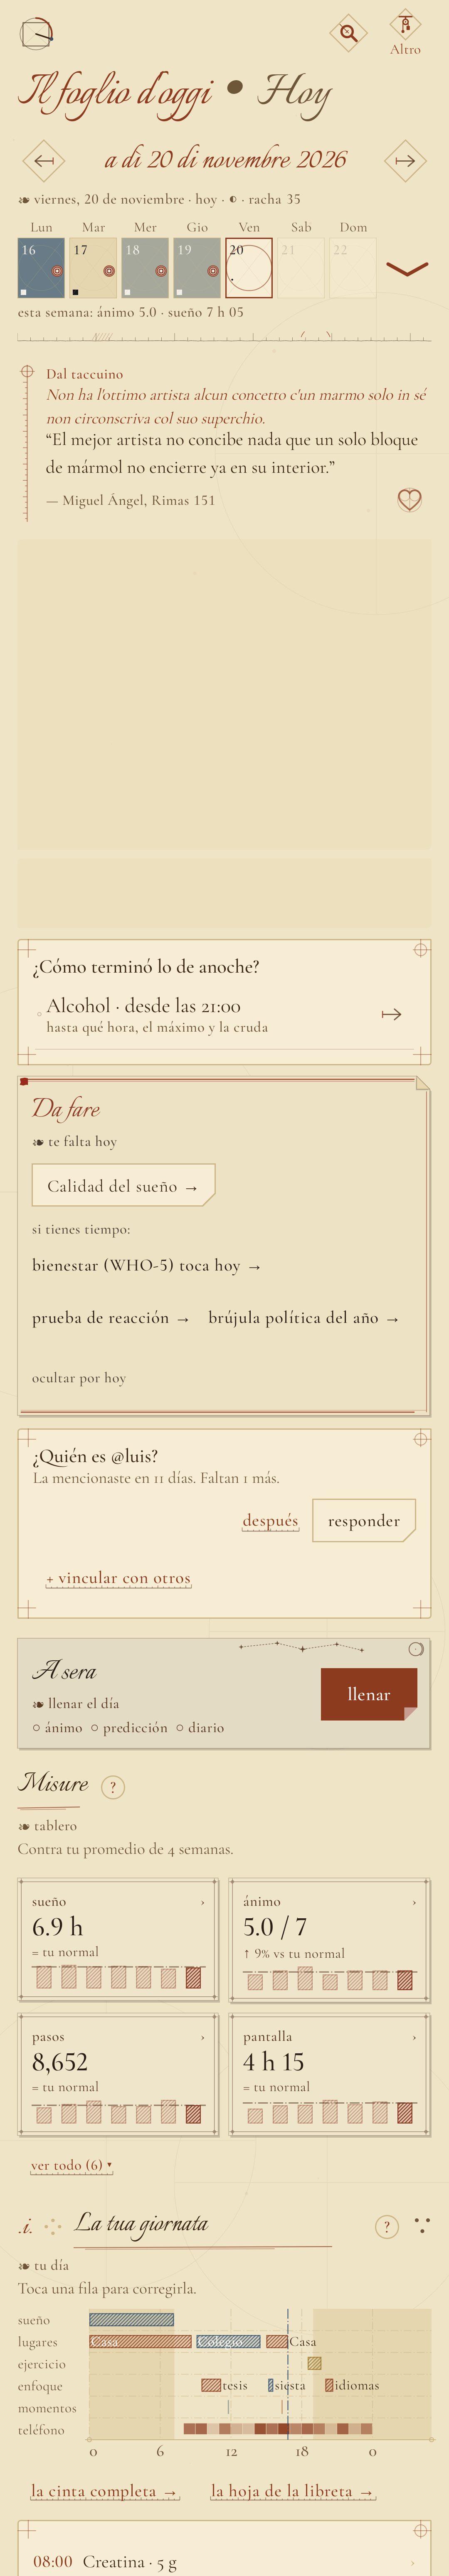 Altro
Il foglio d'oggi • Hoy
a dì 20 di novembre 2026
❧ viernes, 20 de noviembre · hoy · ◐ · racha 35
Lun Mar Mer Gio Ven Sab Dom
16 17 18 19 20 21 22
esta semana: ánimo 5.0 · sueño 7 h 05
Dal taccuino
Non ha l'ottimo artista alcun concetto c'un marmo solo in sé
non circonscriva col suo superchio.
“El mejor artista no concibe nada que un solo bloque
de mármol no encierre ya en su interior.”
— Miguel Ángel, Rimas 151
¿Cómo terminó lo de anoche?
Alcohol · desde las 21:00
hasta qué hora, el máximo y la cruda
Da fare
❧ te falta hoy
Calidad del sueño →
si tienes tiempo:
bienestar (WHO-5) toca hoy →
prueba de reacción → brújula política del año →
ocultar por hoy
¿Quién es @luis?
La mencionaste en 11 días. Faltan 1 más.
después responder
+ vincular con otros
A sera
❧ llenar el día
○ ánimo ○ predicción ○ diario
llenar
Misure ?
❧ tablero
Contra tu promedio de 4 semanas.
sueño › ánimo ›
6.9 h 5.0 / 7
= tu normal ↑ 9% vs tu normal
pasos › pantalla ›
8,652 4 h 15
= tu normal = tu normal
ver todo (6) ▾
i. La tua giornata ?
❧ tu día
Toca una fila para corregirla.
sueño
lugares Casa Colegio Casa
ejercicio
enfoque tesis siesta idiomas
momentos
teléfono
0 6 12 18 0
la cinta completa → la hoja de la libreta →
08:00 Creatina · 5 g ›